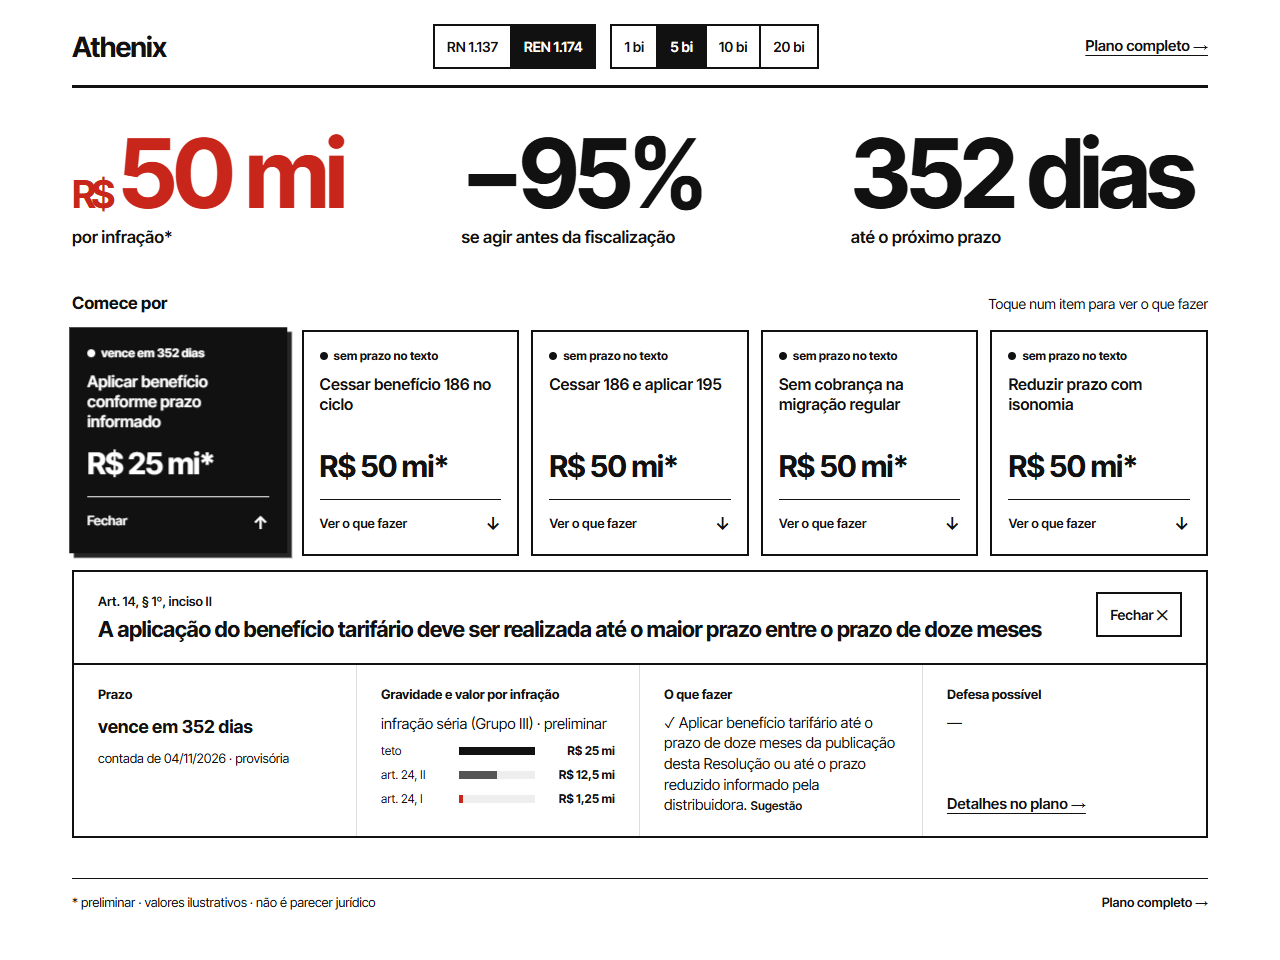 Athenix
RN 1.137
REN 1.174
1 bi
5 bi
10 bi
20 bi
Plano completo →
R$ 50 mi
por infração*
−95%
se agir antes da fiscalização
352 dias
até o próximo prazo
Comece por
Toque num item para ver o que fazer
● vence em 352 dias
Aplicar benefício
conforme prazo
informado
R$ 25 mi*
Fechar ↑
● sem prazo no texto
Cessar benefício 186 no
ciclo
R$ 50 mi*
Ver o que fazer ↓
● sem prazo no texto
Cessar 186 e aplicar 195
R$ 50 mi*
Ver o que fazer ↓
● sem prazo no texto
Sem cobrança na
migração regular
R$ 50 mi*
Ver o que fazer ↓
● sem prazo no texto
Reduzir prazo com
isonomia
R$ 50 mi*
Ver o que fazer ↓
Art. 14, § 1º, inciso II
A aplicação do benefício tarifário deve ser realizada até o maior prazo entre o prazo de doze meses
Fechar ✕
Prazo
vence em 352 dias
contada de 04/11/2026 · provisória
Gravidade e valor por infração
infração séria (Grupo III) · preliminar
teto R$ 25 mi
art. 24, II R$ 12,5 mi
art. 24, I R$ 1,25 mi
O que fazer
✓ Aplicar benefício tarifário até o
prazo de doze meses da publicação
desta Resolução ou até o prazo
reduzido informado pela
distribuidora. Sugestão
Defesa possível
—
Detalhes no plano →
* preliminar · valores ilustrativos · não é parecer jurídico
Plano completo →